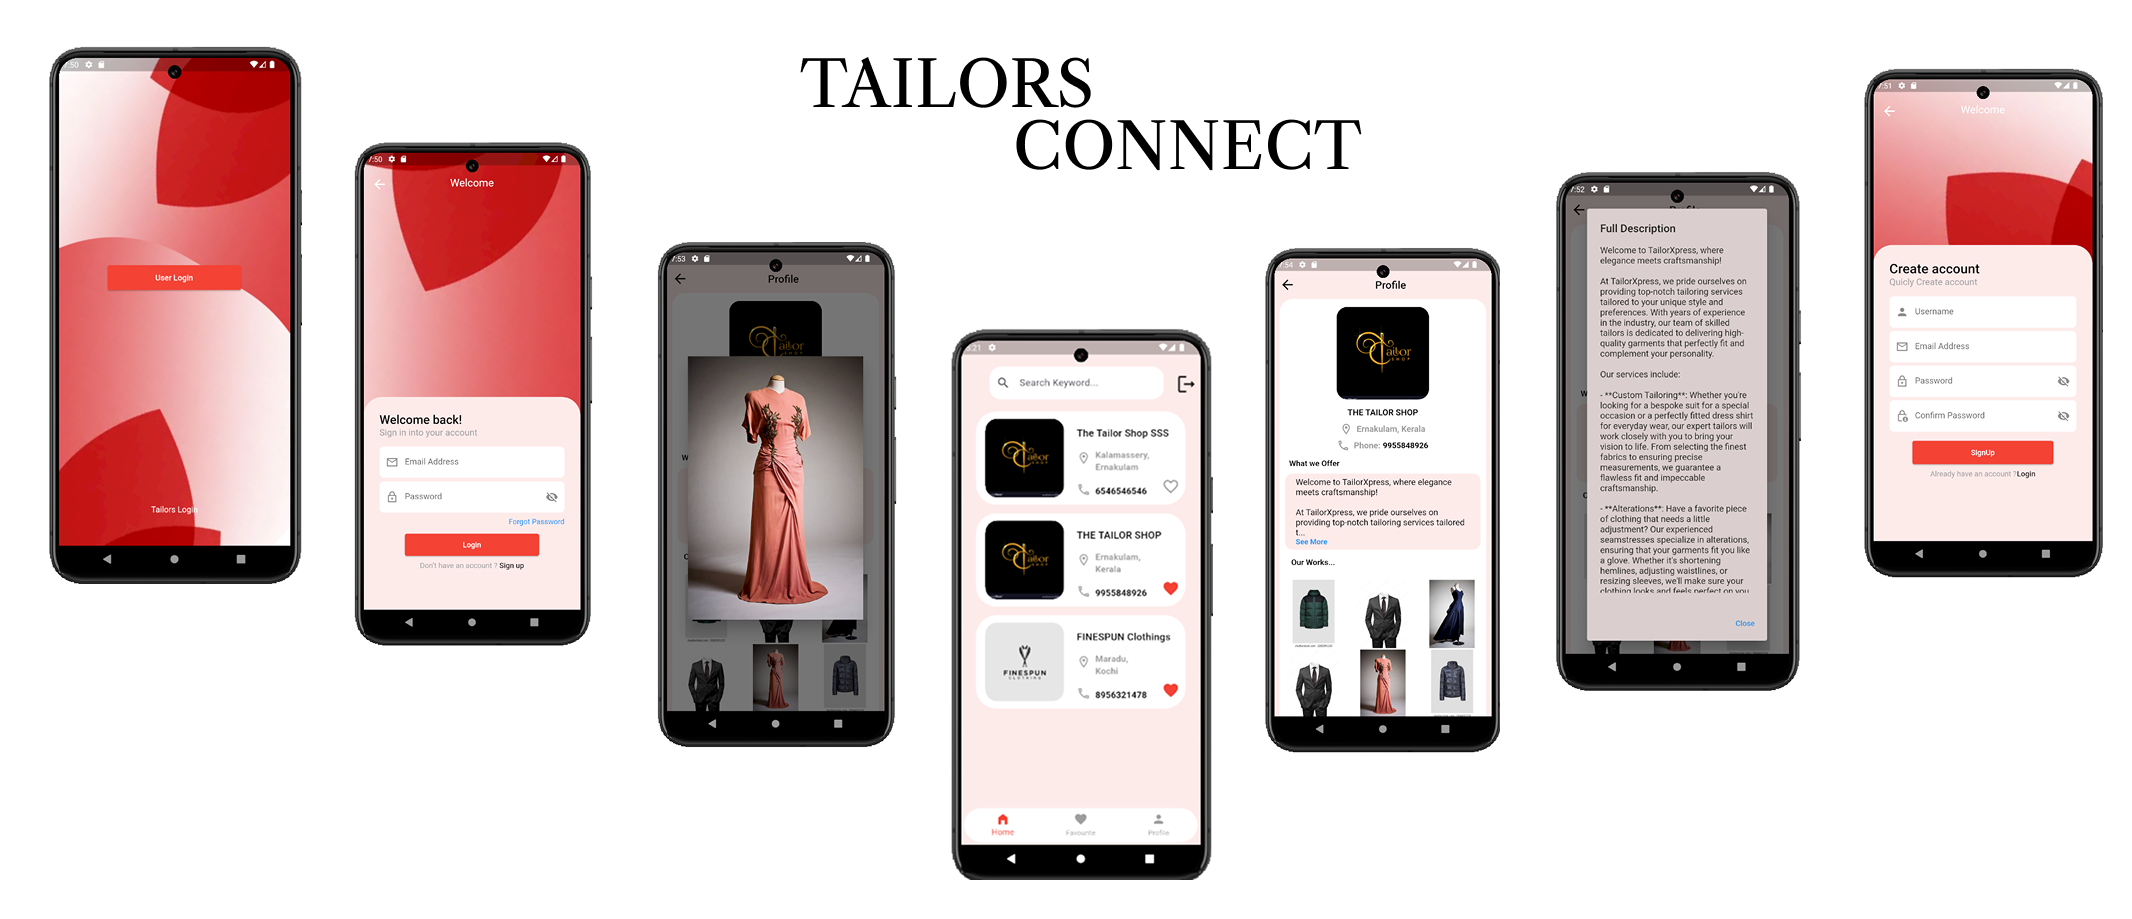 TAILORS
CONNECT
7:50
User Login
Tailors Login
7:50
Welcome
Welcome back!
Sign in into your account
Email Address
Password
Forgot Password
Login
Don't have an account ? Sign up
7:53
Profile
Tailor
SHOP
Search Keyword...
Tailor
SHOP
The Tailor Shop SSS
Kalamassery,
Ernakulam
6546546546
Tailor
SHOP
THE TAILOR SHOP
Ernakulam,
Kerala
9955848926
FINESPUN
CLOTHING
FINESPUN Clothings
Maradu,
Kochi
8956321478
Home
Favourite
Profile
Profile
Tailor
SHOP
THE TAILOR SHOP
Ernakulam, Kerala
Phone: 9955848926
What we Offer
Welcome to TailorXpress, where elegance
meets craftsmanship!
At TailorXpress, we pride ourselves on
providing top-notch tailoring services tailored
t...
See More
Our Works...
7:52
Full Description
Welcome to TailorXpress, where
elegance meets craftsmanship!
At TailorXpress, we pride ourselves on
providing top-notch tailoring services
tailored to your unique style and
preferences. With years of experience
in the industry, our team of skilled
tailors is dedicated to delivering high-
quality garments that perfectly fit and
complement your personality.
Our services include:
- **Custom Tailoring**: Whether you're
looking for a bespoke suit for a special
occasion or a perfectly fitted dress shirt
for everyday wear, our expert tailors will
work closely with you to bring your
vision to life. From selecting the finest
fabrics to ensuring precise
measurements, we guarantee a
flawless fit and impeccable
craftsmanship.
- **Alterations**: Have a favorite piece
of clothing that needs a little
adjustment? Our experienced
seamstresses specialize in alterations,
ensuring that your garments fit you like
a glove. Whether it's shortening
hemlines, adjusting waistlines, or
resizing sleeves, we'll make sure your
clothing looks and feels perfect on you
Close
7:51
Welcome
Create account
Quicly Create account
Username
Email Address
Password
Confirm Password
SignUp
Already have an account ?Login